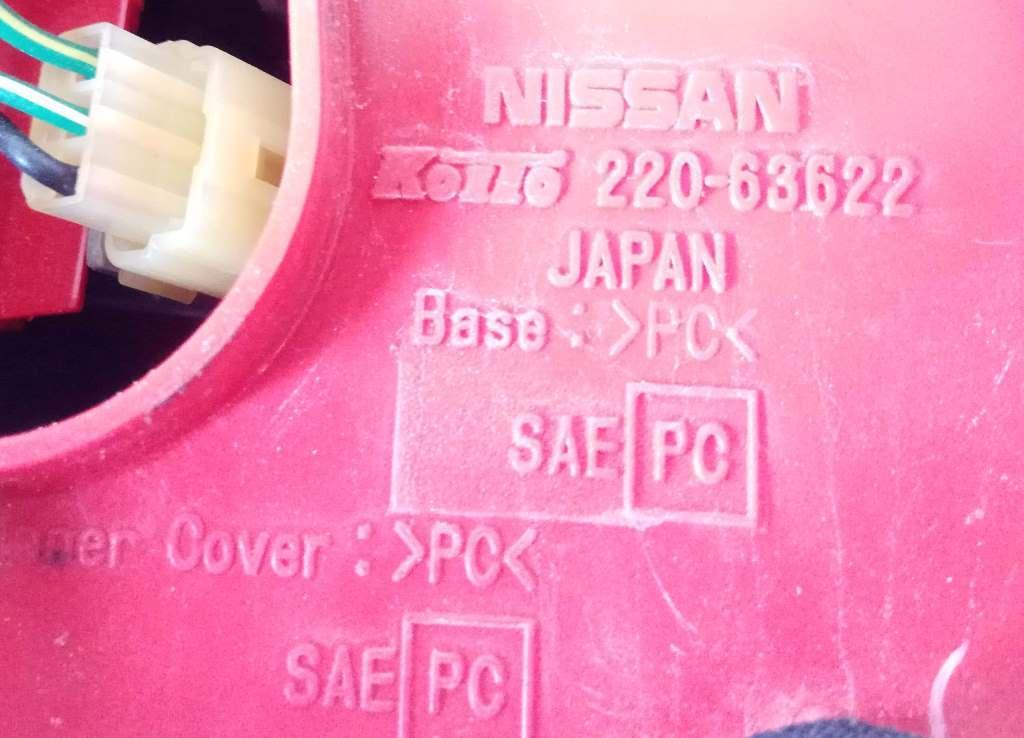 NISSAN
KOITO 220-63622
JAPAN
Base : >PC<
SAE PC
Cover : >PC<
SAE PC